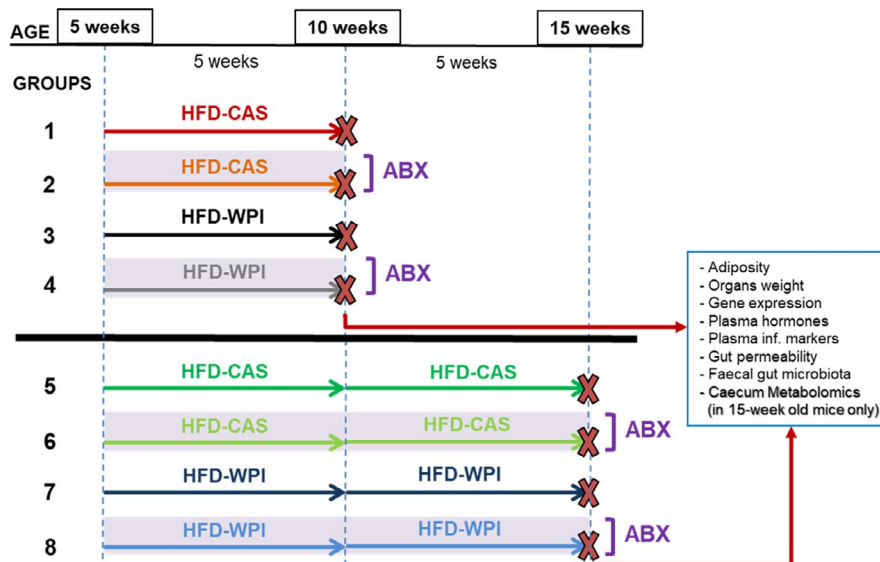 AGE 5 weeks 10 weeks 15 weeks
5 weeks 5 weeks
GROUPS
1 HFD-CAS
2 HFD-CAS ABX
3 HFD-WPI
4 HFD-WPI ABX
- Adiposity
- Organs weight
- Gene expression
- Plasma hormones
- Plasma inf. markers
- Gut permeability
- Faecal gut microbiota
- Caecum Metabolomics
(in 15-week old mice only)
5 HFD-CAS HFD-CAS
6 HFD-CAS HFD-CAS ABX
7 HFD-WPI HFD-WPI
8 HFD-WPI HFD-WPI ABX